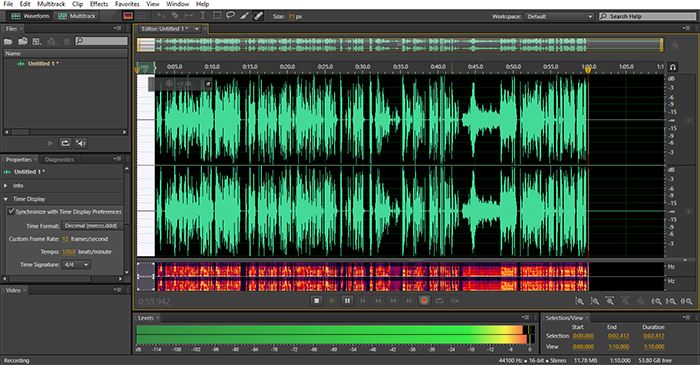 File Edit Multitrack Clip Effects Favorites View Window Help
Waveform Multitrack Size: 71 px Workspace: Default Search Help
Files Editor: Untitled 1 *
Name
Untitled 1 *
0:05.0 0:10.0 0:15.0 0:20.0 0:25.0 0:30.0 0:35.0 0:40.0 0:45.0 0:50.0 0:55.0 1:00.0 1:05.0 1:1
dB
-3
-6
-9
-15
-∞
-15
-9
-6
-3
dB
-3
-6
-9
-15
-∞
-15
-9
-6
-3
Properties Diagnostics
Untitled 1 *
Info
Time Display
Synchronize with Time Display Preferences
Time Format: Decimal (mm:ss.ddd)
Custom Frame Rate: 12 frames/second
Tempo: 120.0 beats/minute
Time Signature: 4/4
Video
Hz
Hz
0:59.942
Levels
dB -114 -108 -102 -96 -90 -84 -78 -72 -66 -60 -54 -48 -42 -36 -30 -24 -18 -12 -6 0
Selection/View
Start End Duration
Selection 0:00.000 0:02.412 0:02.412
View 0:00.000 1:10.000 1:10.000
Recording 44100 Hz • 16-bit • Stereo 11.78 MB 1:10.000 53.80 GB free